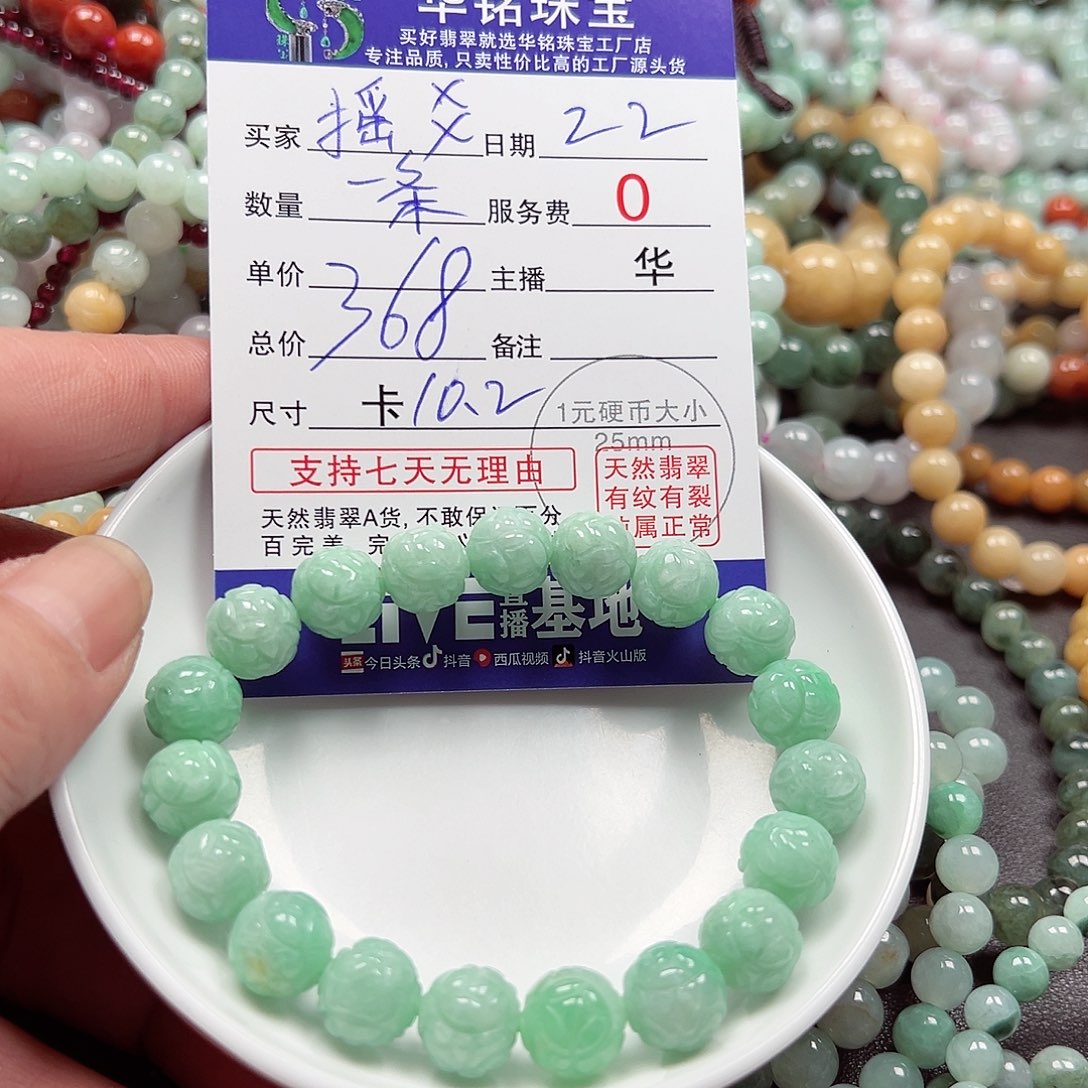 华铭珠宝
买好翡翠就选华铭珠宝工厂店
专注品质,只卖性价比高的工厂源头货
买家 摇 XX 日期 22
数量 一条 服务费 0
单价 368 主播 华
总价 备注
尺寸 卡10.2 1元硬币大小
25mm
支持七天无理由
天然翡翠
有纹有裂
属正常
天然翡翠A货,不敢保 百分
百完美
LIVE 直播 基地
头条 今日头条 抖音 西瓜视频 抖音火山版